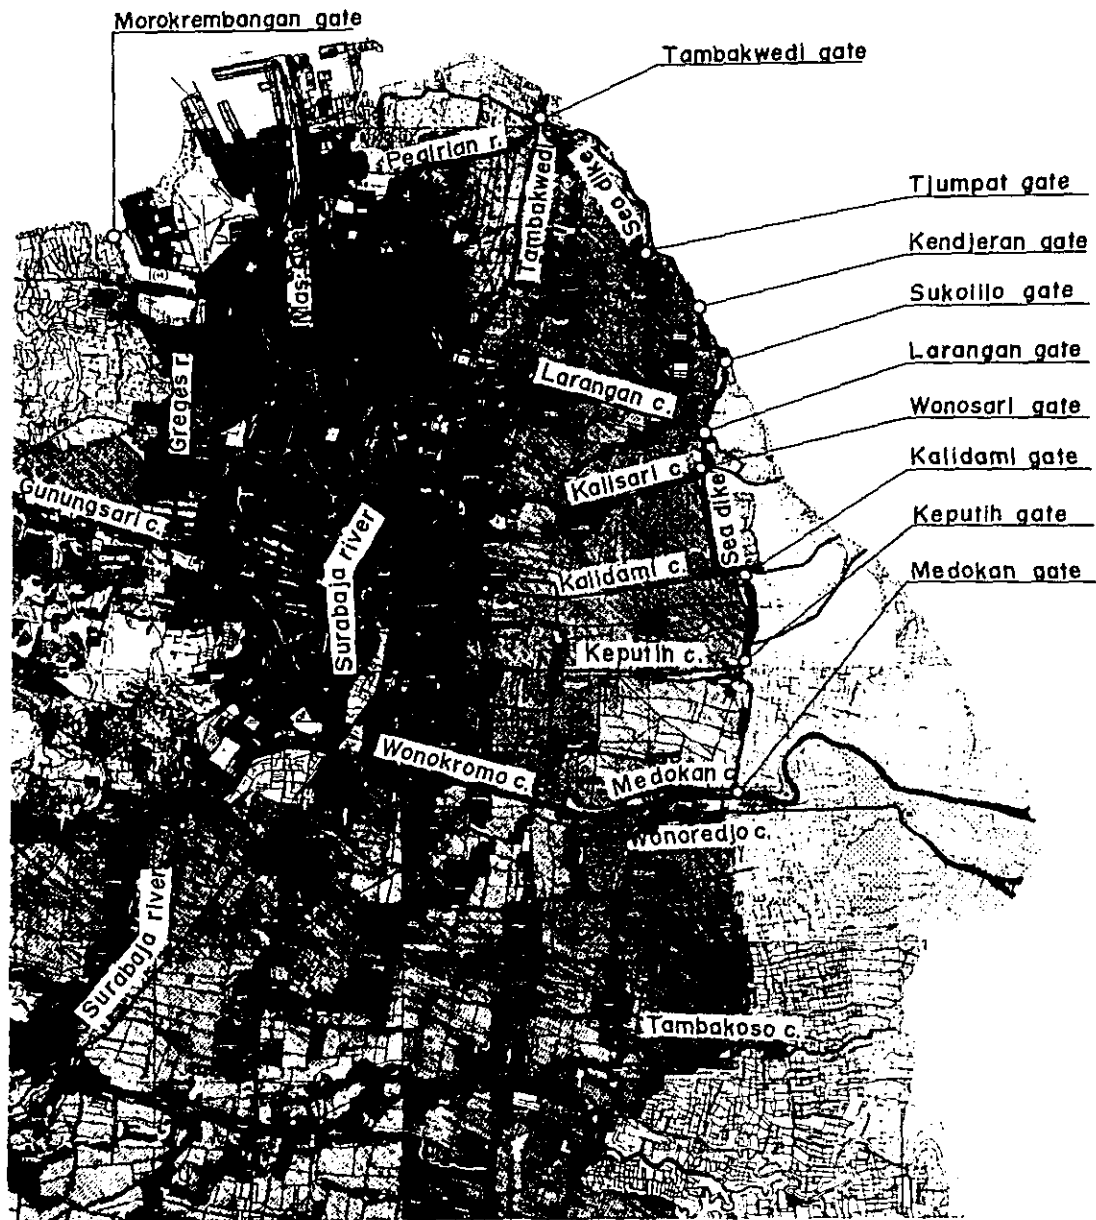 Morokrembangan gate
Tambakwedi gate
Pegirian r.
Tambakwedi
Sea dike
Tjumpat gate
Kendjeran gate
Sukolilo gate
Larangan gate
Wonosari gate
Kalidami gate
Keputih gate
Medokan gate
Greges r.
Larangan c.
Kalisari c.
Gunungsari c.
Surabaja river
Sea dike
Kalidami c.
Keputih c.
Wonokromo c.
Medokan c
Wonoredjo c.
Surabaja river
Tambakoso c.